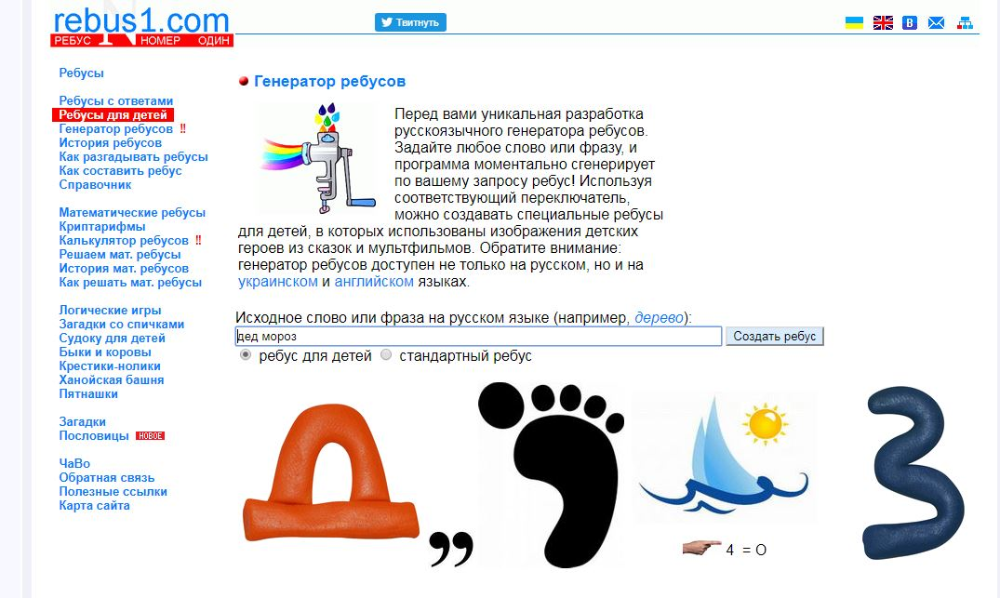 rebus1.com
РЕБУС N НОМЕР ОДИН
Твитнуть
B
Ребусы
Ребусы с ответами
Ребусы для детей
Генератор ребусов !!
История ребусов
Как разгадывать ребусы
Как составить ребус
Справочник
Математические ребусы
Криптарифмы
Калькулятор ребусов !!
Решаем мат. ребусы
История мат. ребусов
Как решать мат. ребусы
Логические игры
Загадки со спичками
Судоку для детей
Быки и коровы
Крестики-нолики
Ханойская башня
Пятнашки
Загадки
Пословицы НОВОЕ
ЧаВо
Обратная связь
Полезные ссылки
Карта сайта
Генератор ребусов
Перед вами уникальная разработка
русскоязычного генератора ребусов.
Задайте любое слово или фразу, и
программа моментально сгенерирует
по вашему запросу ребус! Используя
соответствующий переключатель,
можно создавать специальные ребусы
для детей, в которых использованы изображения детских
героев из сказок и мультфильмов. Обратите внимание:
генератор ребусов доступен не только на русском, но и на
украинском и английском языках.
Исходное слово или фраза на русском языке (например, дерево):
дед мороз Создать ребус
ребус для детей стандартный ребус
Д ,, З
4 = О